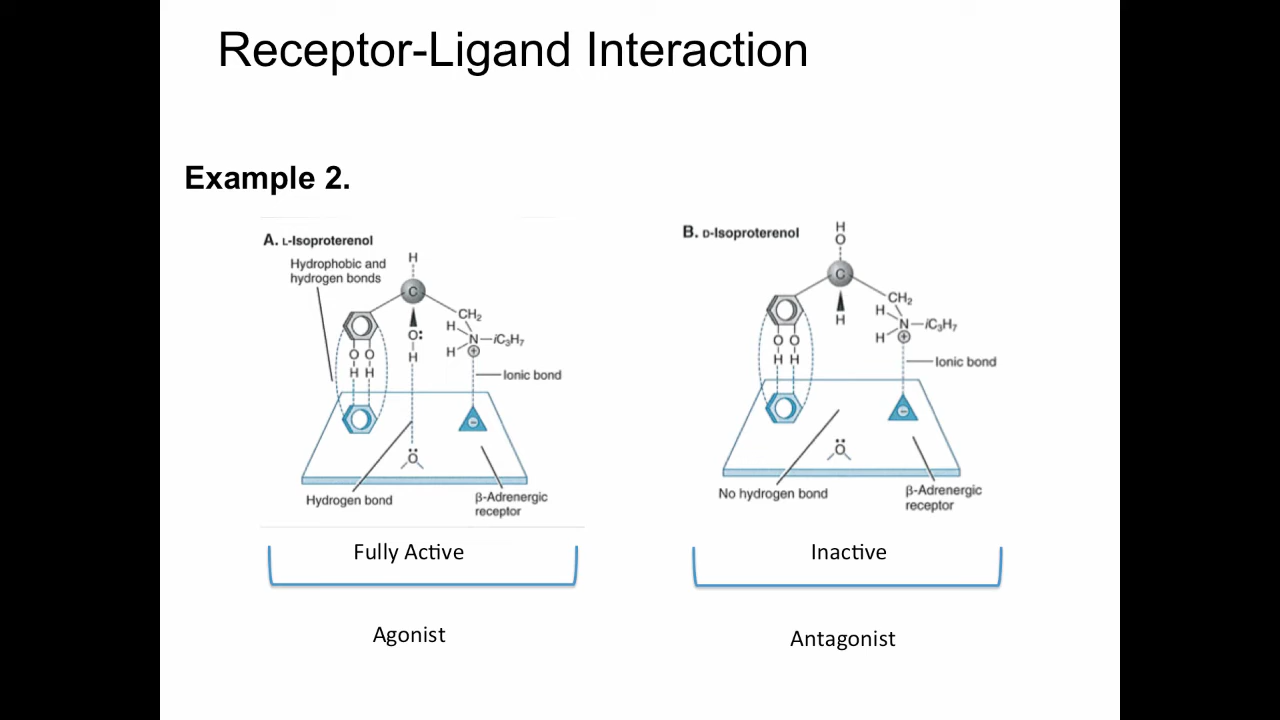 Receptor-Ligand Interaction
Example 2.
A. L-Isoproterenol
Hydrophobic and
hydrogen bonds
H
C
CH₂
H
N—iC₃H₇
H
⊕
O:
H
O O
H H
Ionic bond
⊖
Ö
Hydrogen bond
β-Adrenergic
receptor
Fully Active
Agonist
B. D-Isoproterenol
H
O
C
H
CH₂
H
N—iC₃H₇
H
⊕
O O
H H
Ionic bond
⊖
Ö
No hydrogen bond
β-Adrenergic
receptor
Inactive
Antagonist